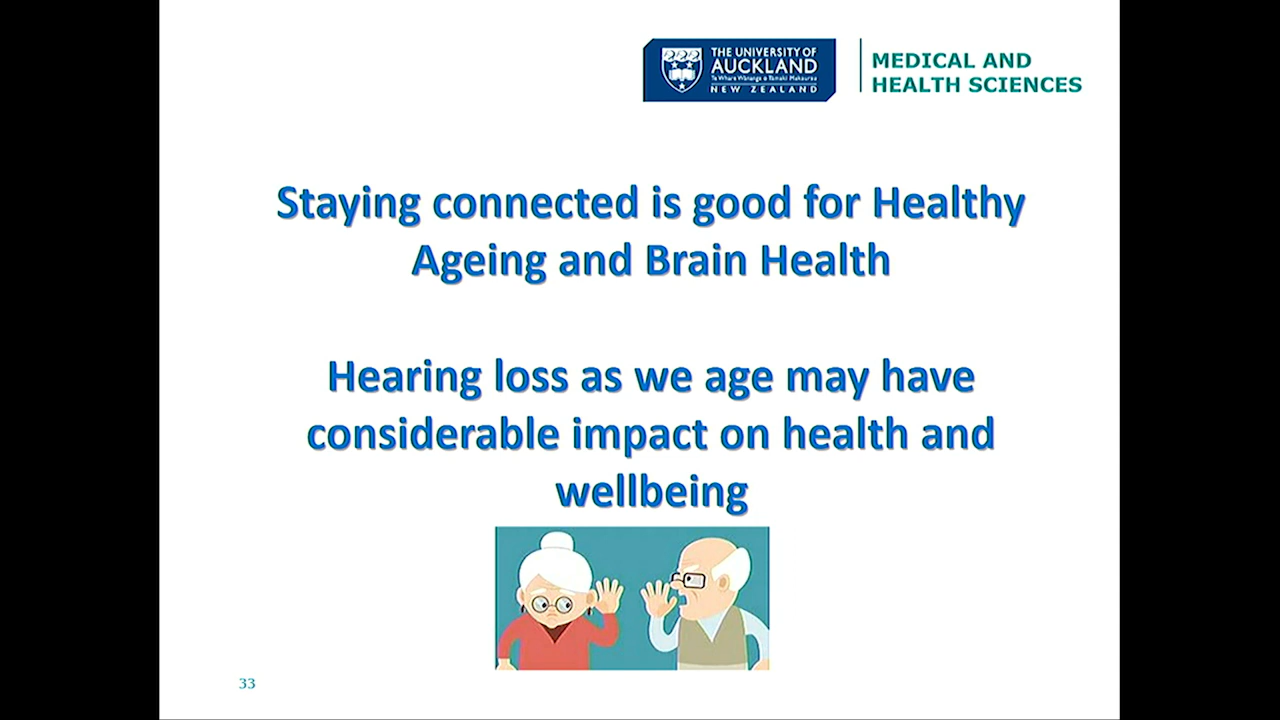 THE UNIVERSITY OF
AUCKLAND
Te Whare Wānanga o Tāmaki Makaurau
NEW ZEALAND
MEDICAL AND
HEALTH SCIENCES
Staying connected is good for Healthy
Ageing and Brain Health
Hearing loss as we age may have
considerable impact on health and
wellbeing
33